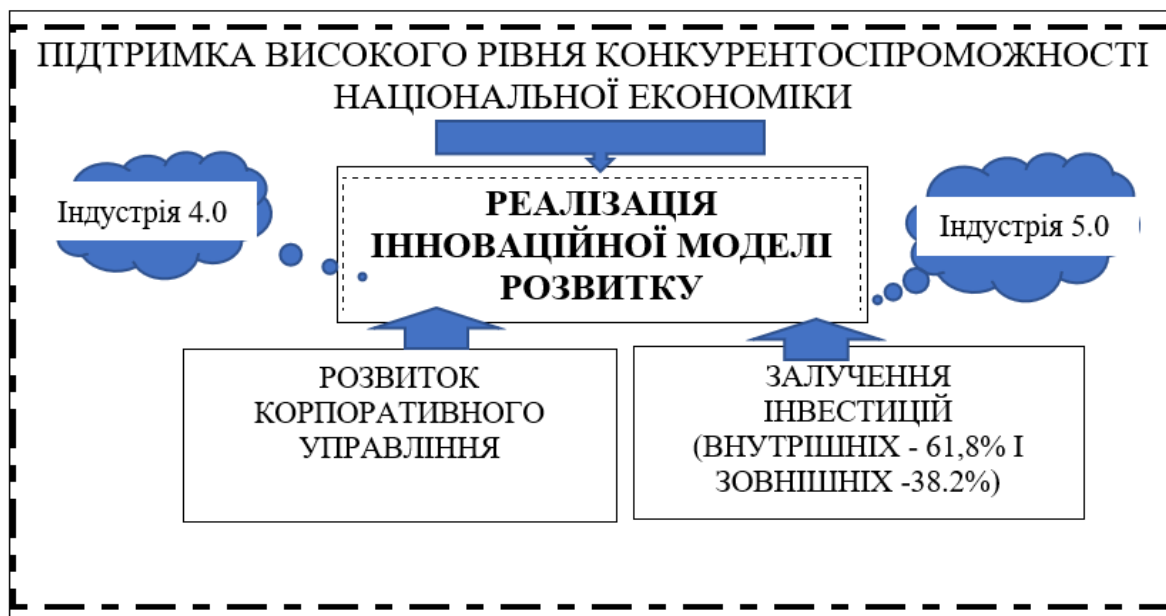 ПІДТРИМКА ВИСОКОГО РІВНЯ КОНКУРЕНТОСПРОМОЖНОСТІ
НАЦІОНАЛЬНОЇ ЕКОНОМІКИ
Індустрія 4.0
РЕАЛІЗАЦІЯ
ІННОВАЦІЙНОЇ МОДЕЛІ
РОЗВИТКУ
Індустрія 5.0
РОЗВИТОК
КОРПОРАТИВНОГО
УПРАВЛІННЯ
ЗАЛУЧЕННЯ
ІНВЕСТИЦІЙ
(ВНУТРІШНІХ - 61,8% І
ЗОВНІШНІХ -38.2%)